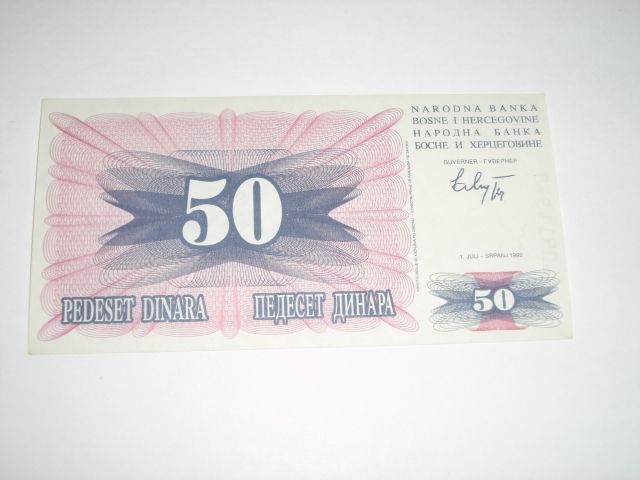 NARODNA BANKA
BOSNE I HERCEGOVINE
НАРОДНА БАНКА
БОСНЕ И ХЕРЦЕГОВИНЕ
GUVERNER - ГУВЕРНЕР
1. JULI - SRPANJ 1992
50
50
PEDESET DINARA
ПЕДЕСЕТ ДИНАРА